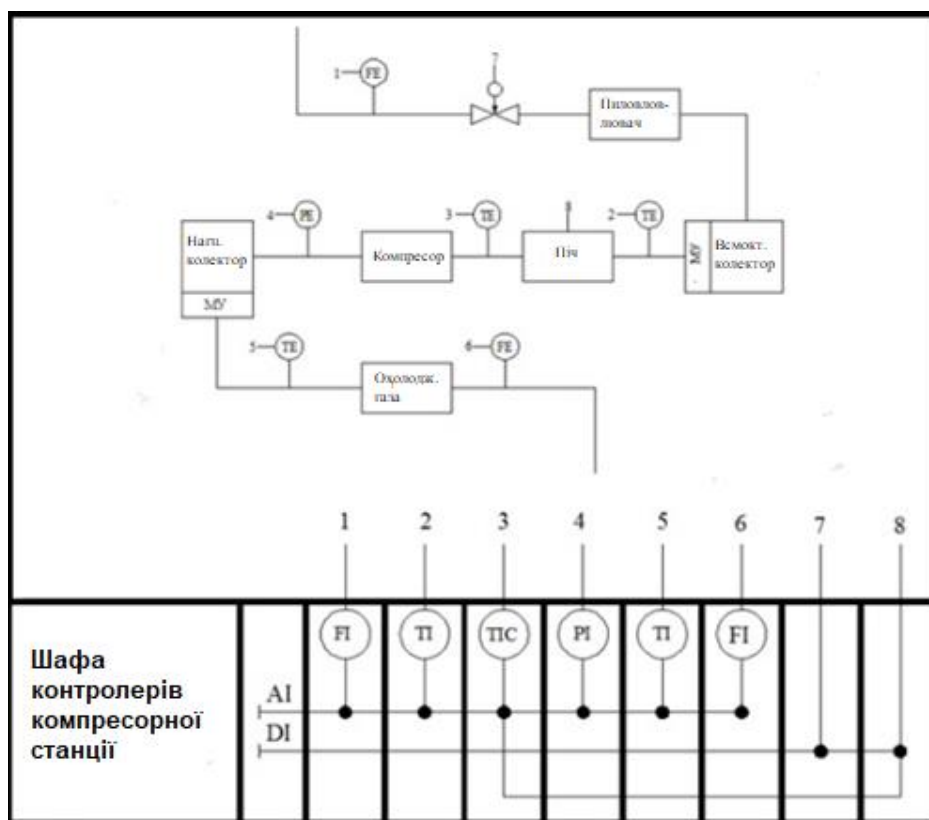 7
1
FE
Пиловлов-
лювач
4
PE
3
TE
8
2
TE
Нагн.
колектор
Компресор
Піч
МУ
Всмокт.
колектор
МУ
5
TE
6
FE
Охолодж.
газа
1 2 3 4 5 6 7 8
FI TI TIC PI TI FI
Шафа
контролерів
компресорної
станції
AI
DI